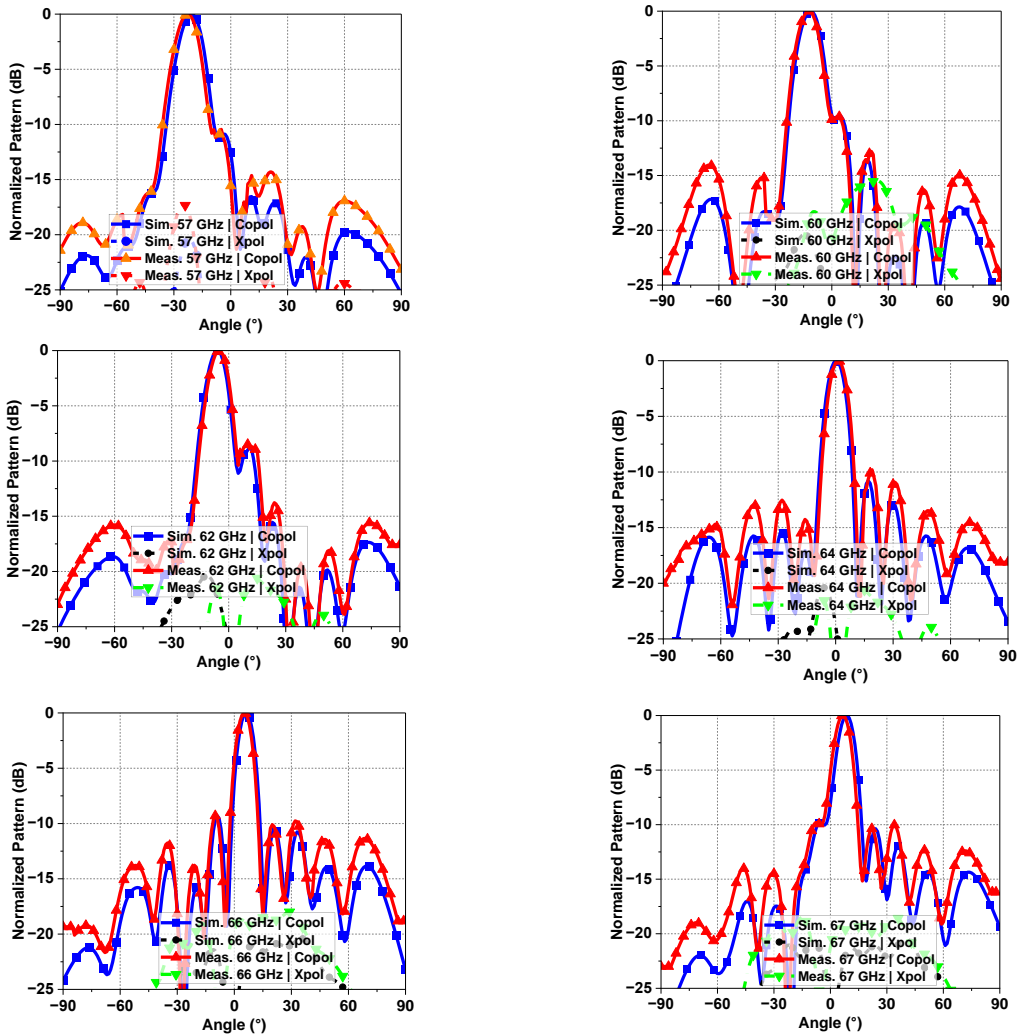 Normalized Pattern (dB)
0
−5
−10
−15
−20
−25
Sim. 57 GHz | Copol
Sim. 57 GHz | Xpol
Meas. 57 GHz | Copol
Meas. 57 GHz | Xpol
−90 −60 −30 0 30 60 90
Angle (°)
Normalized Pattern (dB)
0
−5
−10
−15
−20
−25
Sim. 60 GHz | Copol
Sim. 60 GHz | Xpol
Meas. 60 GHz | Copol
Meas. 60 GHz | Xpol
−90 −60 −30 0 30 60 90
Angle (°)
Normalized Pattern (dB)
0
−5
−10
−15
−20
−25
Sim. 62 GHz | Copol
Sim. 62 GHz | Xpol
Meas. 62 GHz | Copol
Meas. 62 GHz | Xpol
−90 −60 −30 0 30 60 90
Angle (°)
Normalized Pattern (dB)
0
−5
−10
−15
−20
−25
Sim. 64 GHz | Copol
Sim. 64 GHz | Xpol
Meas. 64 GHz | Copol
Meas. 64 GHz | Xpol
−90 −60 −30 0 30 60 90
Angle (°)
Normalized Pattern (dB)
0
−5
−10
−15
−20
−25
Sim. 66 GHz | Copol
Sim. 66 GHz | Xpol
Meas. 66 GHz | Copol
Meas. 66 GHz | Xpol
−90 −60 −30 0 30 60 90
Angle (°)
Normalized Pattern (dB)
0
−5
−10
−15
−20
−25
Sim. 67 GHz | Copol
Sim. 67 GHz | Xpol
Meas. 67 GHz | Copol
Meas. 67 GHz | Xpol
−90 −60 −30 0 30 60 90
Angle (°)